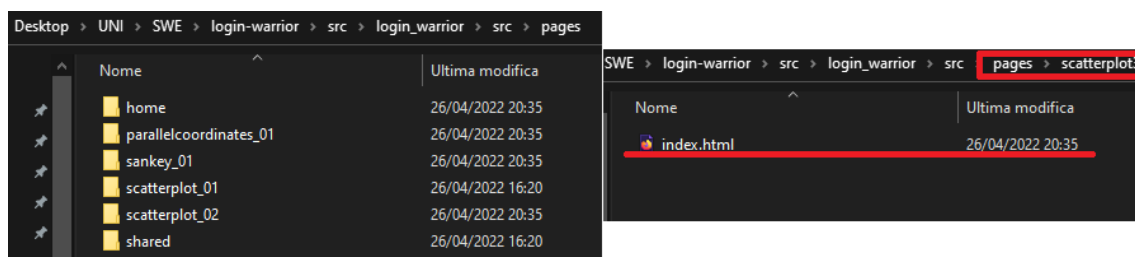 Desktop > UNI > SWE > login-warrior > src > login_warrior > src > pages
Nome Ultima modifica
home 26/04/2022 20:35
parallelcoordinates_01 26/04/2022 20:35
sankey_01 26/04/2022 20:35
scatterplot_01 26/04/2022 16:20
scatterplot_02 26/04/2022 20:35
shared 26/04/2022 16:20
SWE > login-warrior > src > login_warrior > src > pages > scatterplot
Nome Ultima modifica
index.html 26/04/2022 20:35